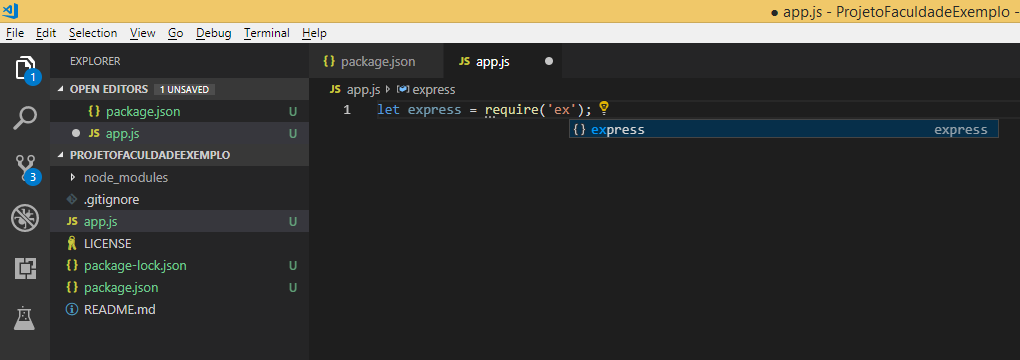 ● app.js - ProjetoFaculdadeExemplo -
File Edit Selection View Go Debug Terminal Help
EXPLORER
OPEN EDITORS 1 UNSAVED
{} package.json U
● JS app.js U
PROJETOFACULDADEEXEMPLO
node_modules
.gitignore
JS app.js U
LICENSE
{} package-lock.json U
{} package.json U
README.md
1
3
{} package.json JS app.js ●
JS app.js express
1 let express = require('ex');
{} express express